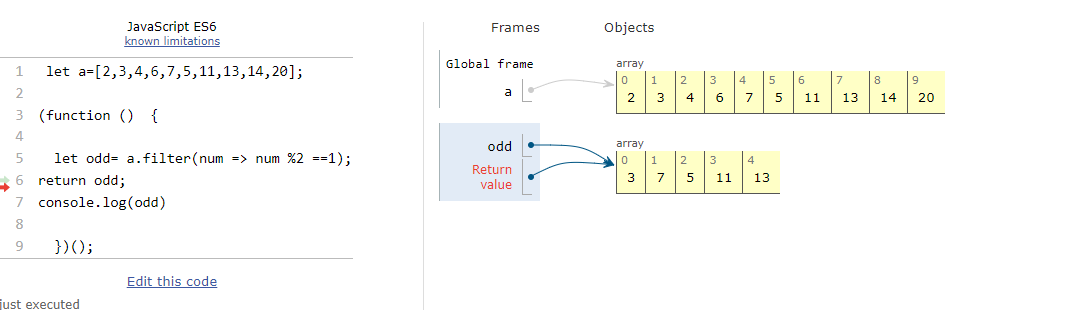 JavaScript ES6
known limitations
1 let a=[2,3,4,6,7,5,11,13,14,20];
2
3 (function () {
4
5 let odd= a.filter(num => num %2 ==1);
6 return odd;
7 console.log(odd)
8
9 })();
Edit this code
just executed
Frames Objects
Global frame
a
array
0 1 2 3 4 5 6 7 8 9
2 3 4 6 7 5 11 13 14 20
odd
Return
value
array
0 1 2 3 4
3 7 5 11 13